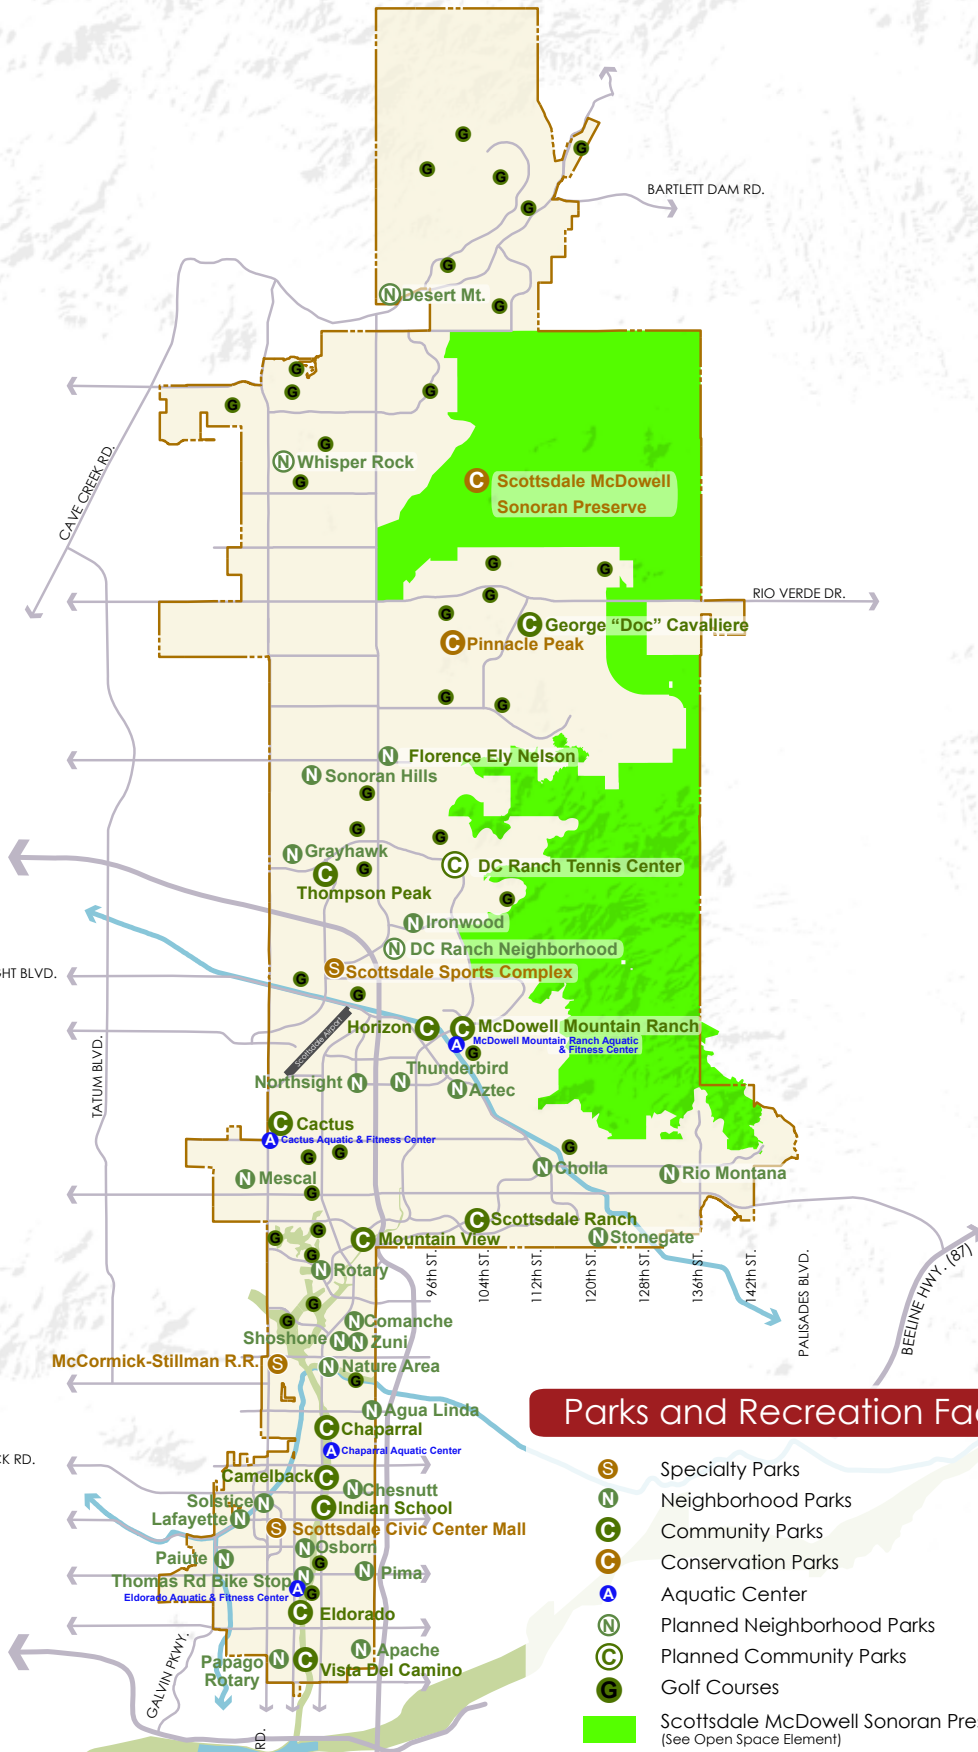 BARTLETT DAM RD.
N Desert Mt.
CAVE CREEK RD.
N Whisper Rock
C Scottsdale McDowell
Sonoran Preserve
RIO VERDE DR.
C George “Doc” Cavalliere
C Pinnacle Peak
N Florence Ely Nelson
N Sonoran Hills
N Grayhawk
C DC Ranch Tennis Center
C Thompson Peak
N Ironwood
N DC Ranch Neighborhood
S Scottsdale Sports Complex
GHT BLVD.
Scottsdale Airport
Horizon C
C McDowell Mountain Ranch
A McDowell Mountain Ranch Aquatic
& Fitness Center
TATUM BLVD.
Thunderbird N
Northsight N
N Aztec
C Cactus
A Cactus Aquatic & Fitness Center
N Cholla
N Rio Montana
N Mescal
C Scottsdale Ranch
N Stonegate
C Mountain View
N Rotary
96th ST.
104th ST.
112th ST.
120th ST.
128th ST.
136th ST.
142th ST.
PALISADES BLVD.
BEELINE HWY. (87)
N Comanche
Shoshone N
N Zuni
McCormick-Stillman R.R. S
N Nature Area
N Agua Linda
C Chaparral
A Chaparral Aquatic Center
CK RD.
Camelback C
N Chesnutt
Solstice N
C Indian School
Lafayette N
S Scottsdale Civic Center Mall
N Osborn
Paiute N
N Pima
Thomas Rd Bike Stop N
Eldorado Aquatic & Fitness Center A
C Eldorado
N Apache
Papago N
Rotary
C Vista Del Camino
GALVIN PKWY.
RD.
Parks and Recreation Fac
S Specialty Parks
N Neighborhood Parks
C Community Parks
C Conservation Parks
A Aquatic Center
N Planned Neighborhood Parks
C Planned Community Parks
G Golf Courses
Scottsdale McDowell Sonoran Pre
(See Open Space Element)